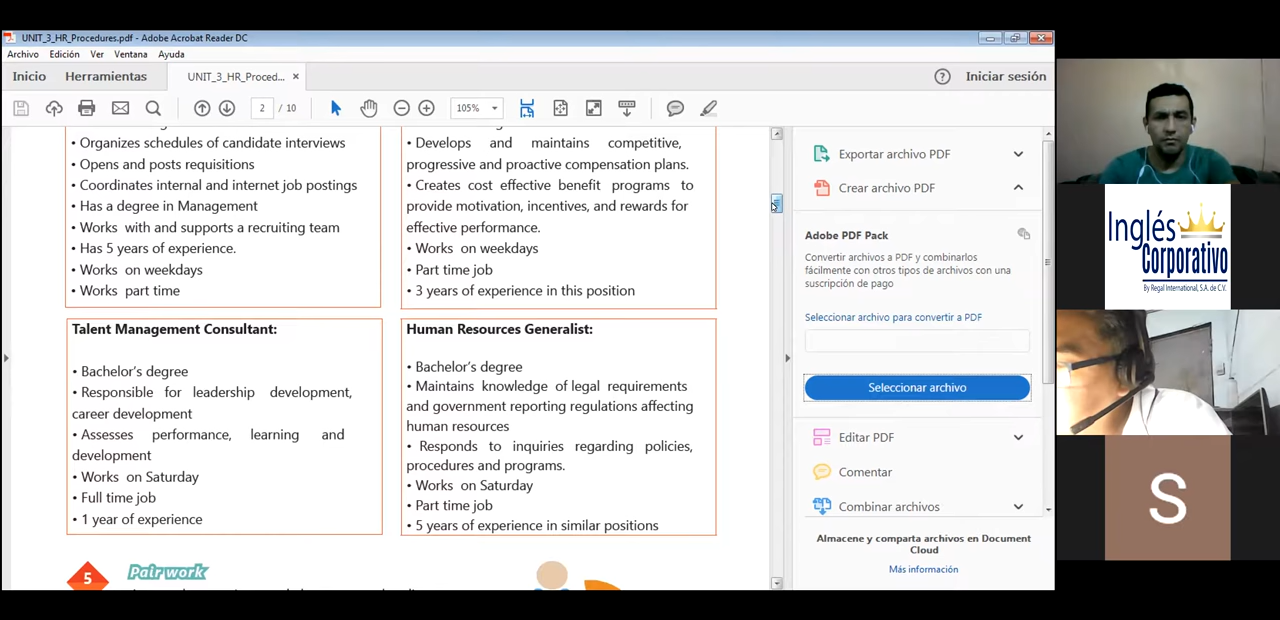 UNIT_3_HR_Procedures.pdf - Adobe Acrobat Reader DC
Archivo Edición Ver Ventana Ayuda
Inicio Herramientas UNIT_3_HR_Proced... × Iniciar sesión
2 / 10 105%
• Organizes schedules of candidate interviews
• Opens and posts requisitions
• Coordinates internal and internet job postings
• Has a degree in Management
• Works with and supports a recruiting team
• Has 5 years of experience.
• Works on weekdays
• Works part time
• Develops and maintains competitive,
progressive and proactive compensation plans.
• Creates cost effective benefit programs to
provide motivation, incentives, and rewards for
effective performance.
• Works on weekdays
• Part time job
• 3 years of experience in this position
Talent Management Consultant:
• Bachelor's degree
• Responsible for leadership development,
career development
• Assesses performance, learning and
development
• Works on Saturday
• Full time job
• 1 year of experience
Human Resources Generalist:
• Bachelor's degree
• Maintains knowledge of legal requirements
and government reporting regulations affecting
human resources
• Responds to inquiries regarding policies,
procedures and programs.
• Works on Saturday
• Part time job
• 5 years of experience in similar positions
5 Pair work
Exportar archivo PDF
Crear archivo PDF
Adobe PDF Pack
Convertir archivos a PDF y combinarlos
fácilmente con otros tipos de archivos con una
suscripción de pago
Seleccionar archivo para convertir a PDF
Seleccionar archivo
Editar PDF
Comentar
Combinar archivos
Almacene y comparta archivos en Document
Cloud
Más información
Inglés
Corporativo
By Regal International, S.A. de C.V.
S